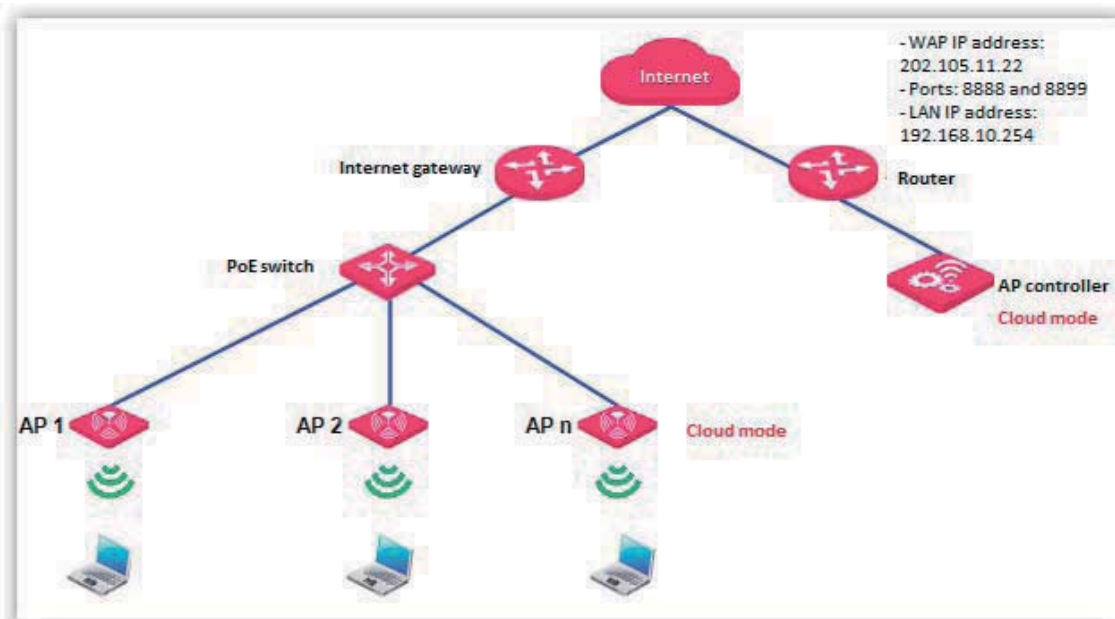 - WAP IP address:
202.105.11.22
- Ports: 8888 and 8899
- LAN IP address:
192.168.10.254
Internet
Internet gateway
Router
PoE switch
AP controller
Cloud mode
AP 1
AP 2
AP n
Cloud mode